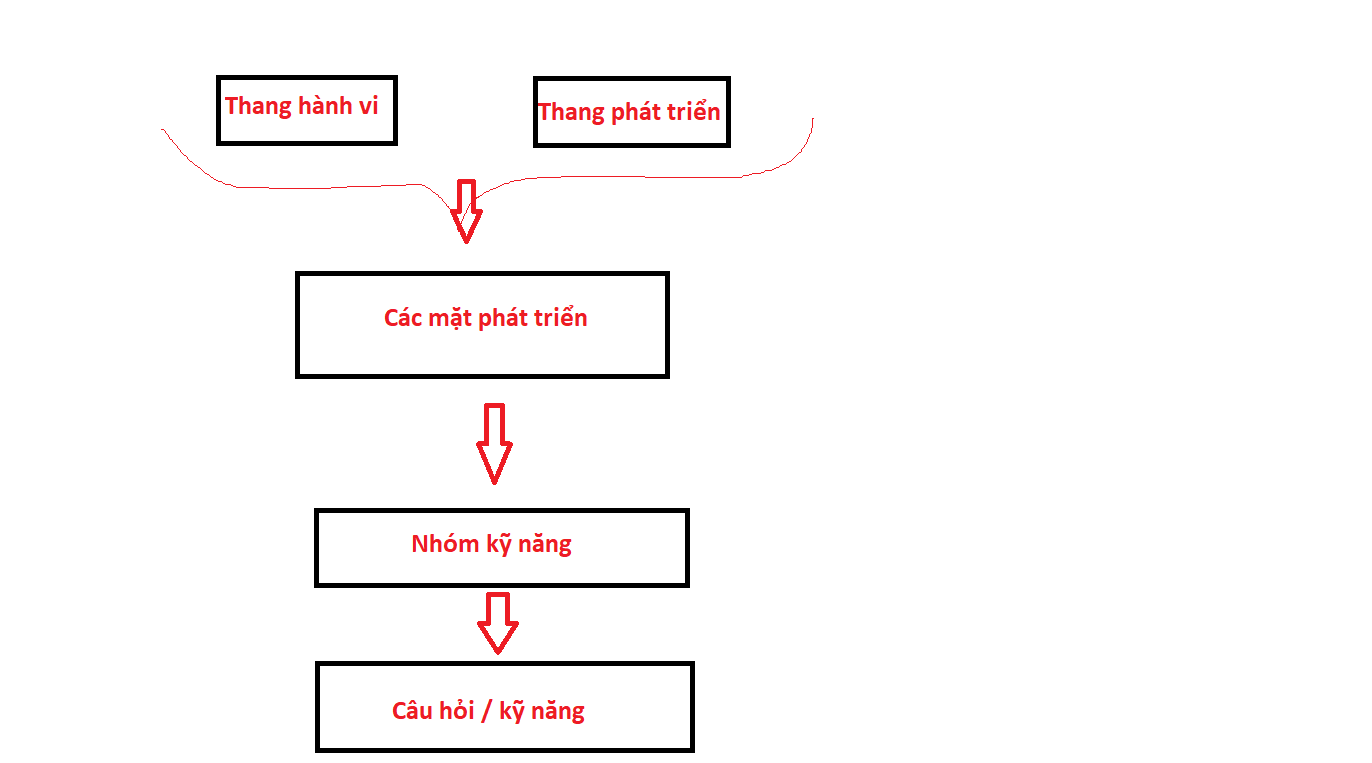 Thang hành vi
Thang phát triển
Các mặt phát triển
Nhóm kỹ năng
Câu hỏi / kỹ năng